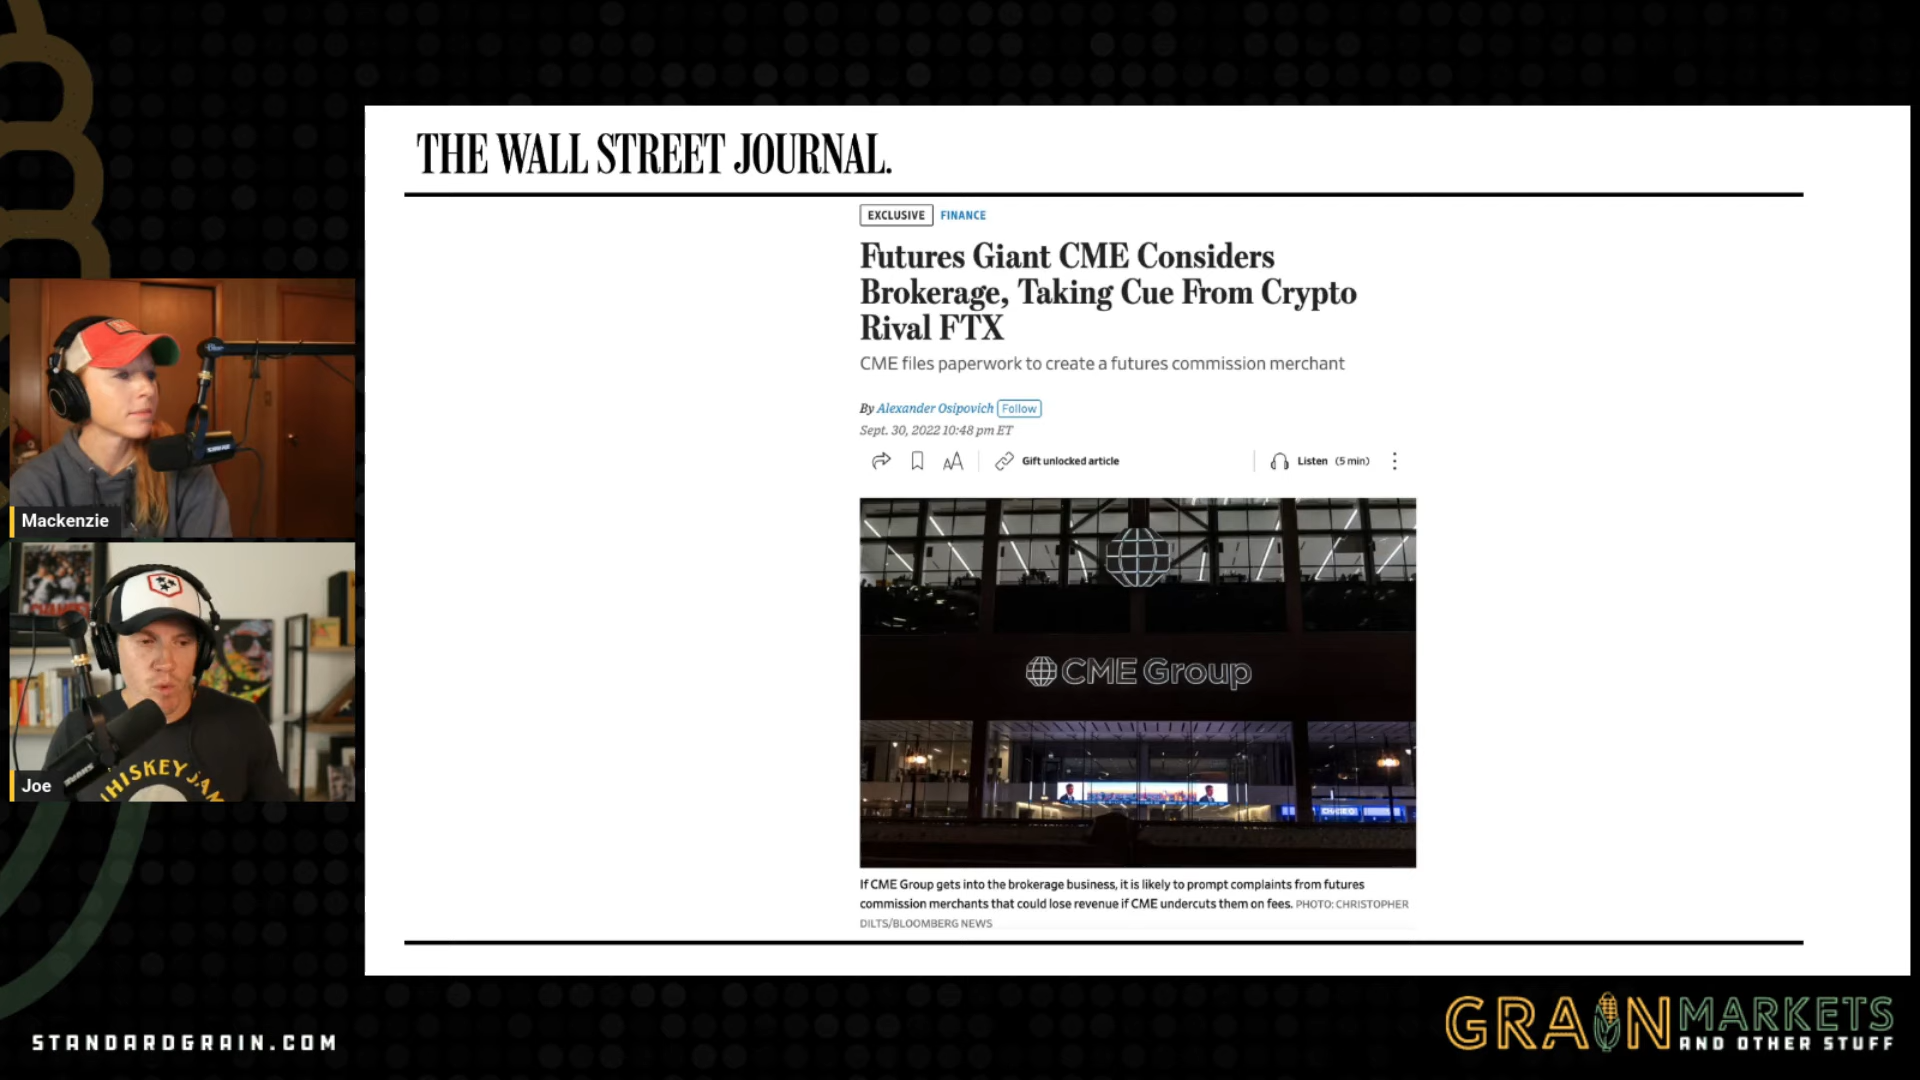 THE WALL STREET JOURNAL.
EXCLUSIVE FINANCE
Futures Giant CME Considers
Brokerage, Taking Cue From Crypto
Rival FTX
CME files paperwork to create a futures commission merchant
By Alexander Osipovich Follow
Sept. 30, 2022 10:48 pm ET
AA Gift unlocked article Listen (5 min)
CME Group
If CME Group gets into the brokerage business, it is likely to prompt complaints from futures
commission merchants that could lose revenue if CME undercuts them on fees. PHOTO: CHRISTOPHER
DILTS/BLOOMBERG NEWS
Mackenzie
Joe
STANDARDGRAIN.COM
GRAIN MARKETS
AND OTHER STUFF